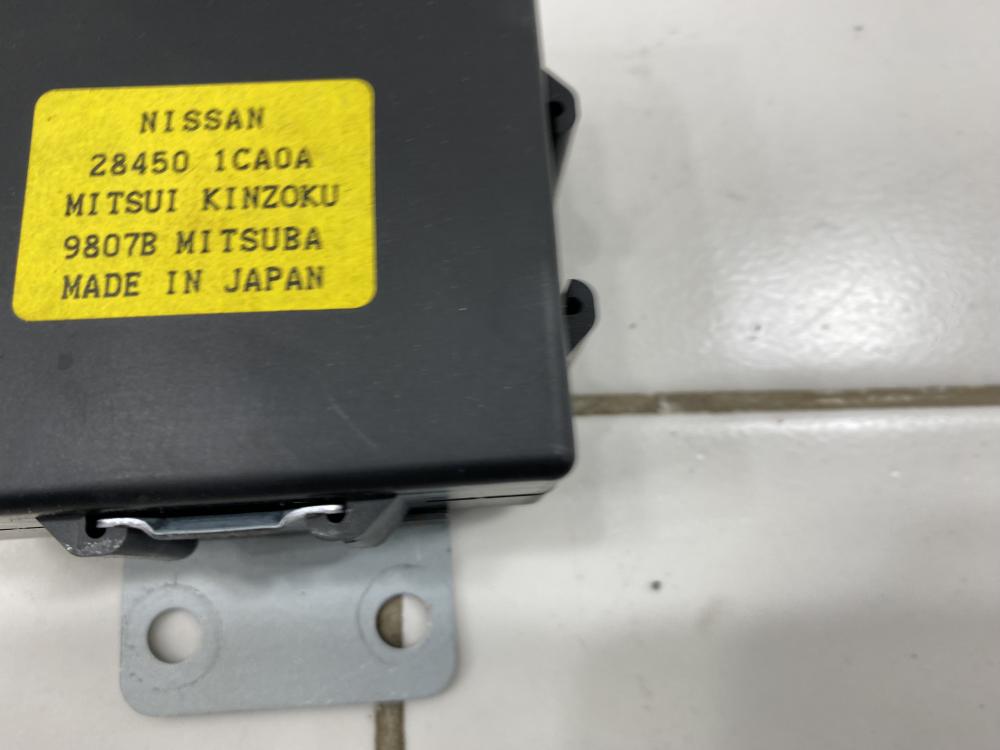 NISSAN
28450 1CA0A
MITSUI KINZOKU
9807B MITSUBA
MADE IN JAPAN